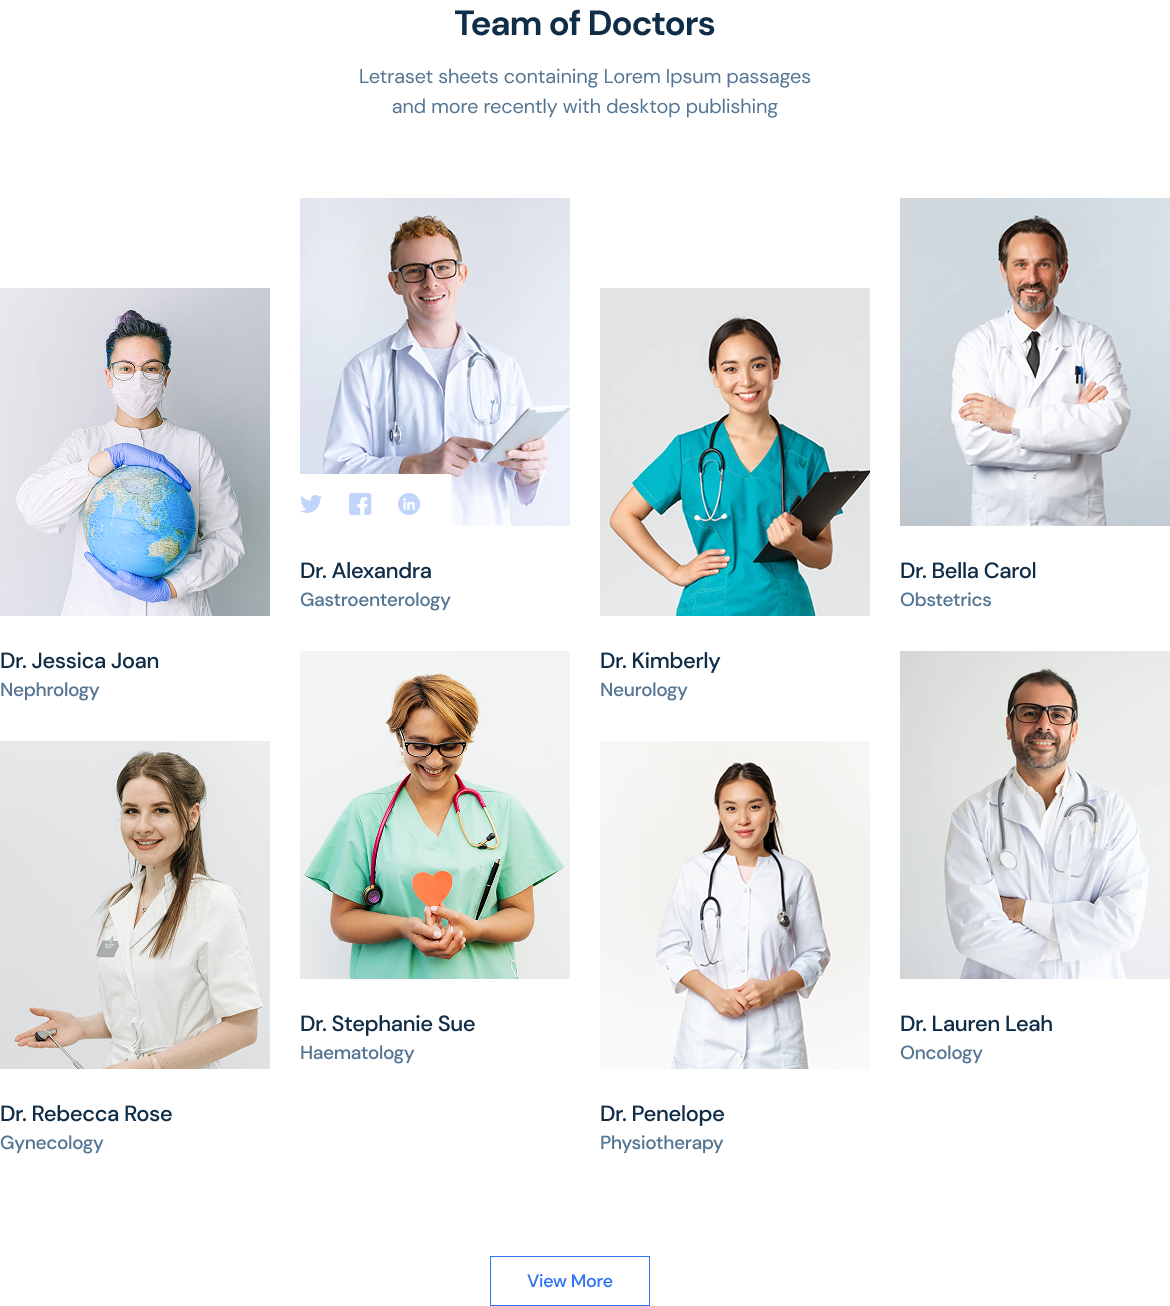 Team of Doctors
Letraset sheets containing Lorem Ipsum passages
and more recently with desktop publishing
in
Dr. Alexandra
Gastroenterology
Dr. Bella Carol
Obstetrics
Dr. Jessica Joan
Nephrology
Dr. Kimberly
Neurology
Dr. Stephanie Sue
Haematology
Dr. Lauren Leah
Oncology
Dr. Rebecca Rose
Gynecology
Dr. Penelope
Physiotherapy
View More